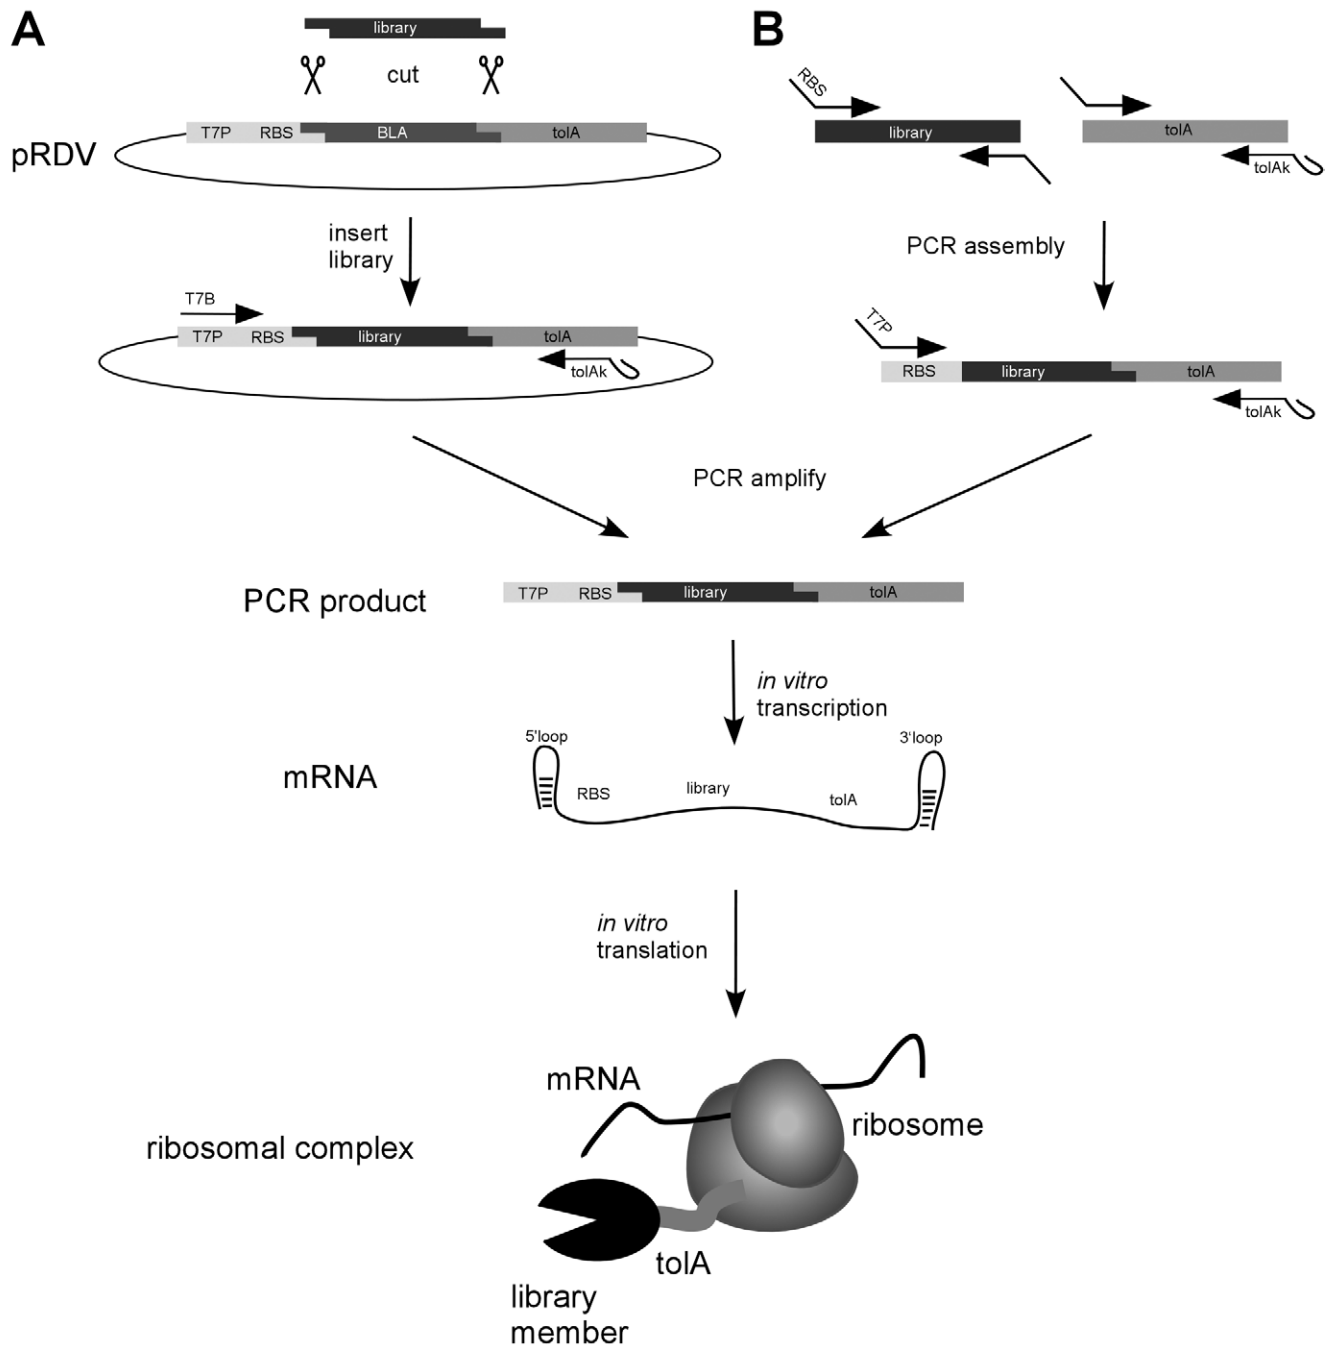 A
library
cut
T7P RBS BLA tolA
pRDV
insert
library
T7B
T7P RBS library tolA
tolAk
B
RBS
library
tolA
tolAk
PCR assembly
T7P
RBS library tolA
tolAk
PCR amplify
PCR product
T7P RBS library tolA
in vitro
transcription
mRNA
5'loop
3'loop
RBS
library
tolA
in vitro
translation
ribosomal complex
mRNA
ribosome
tolA
library
member